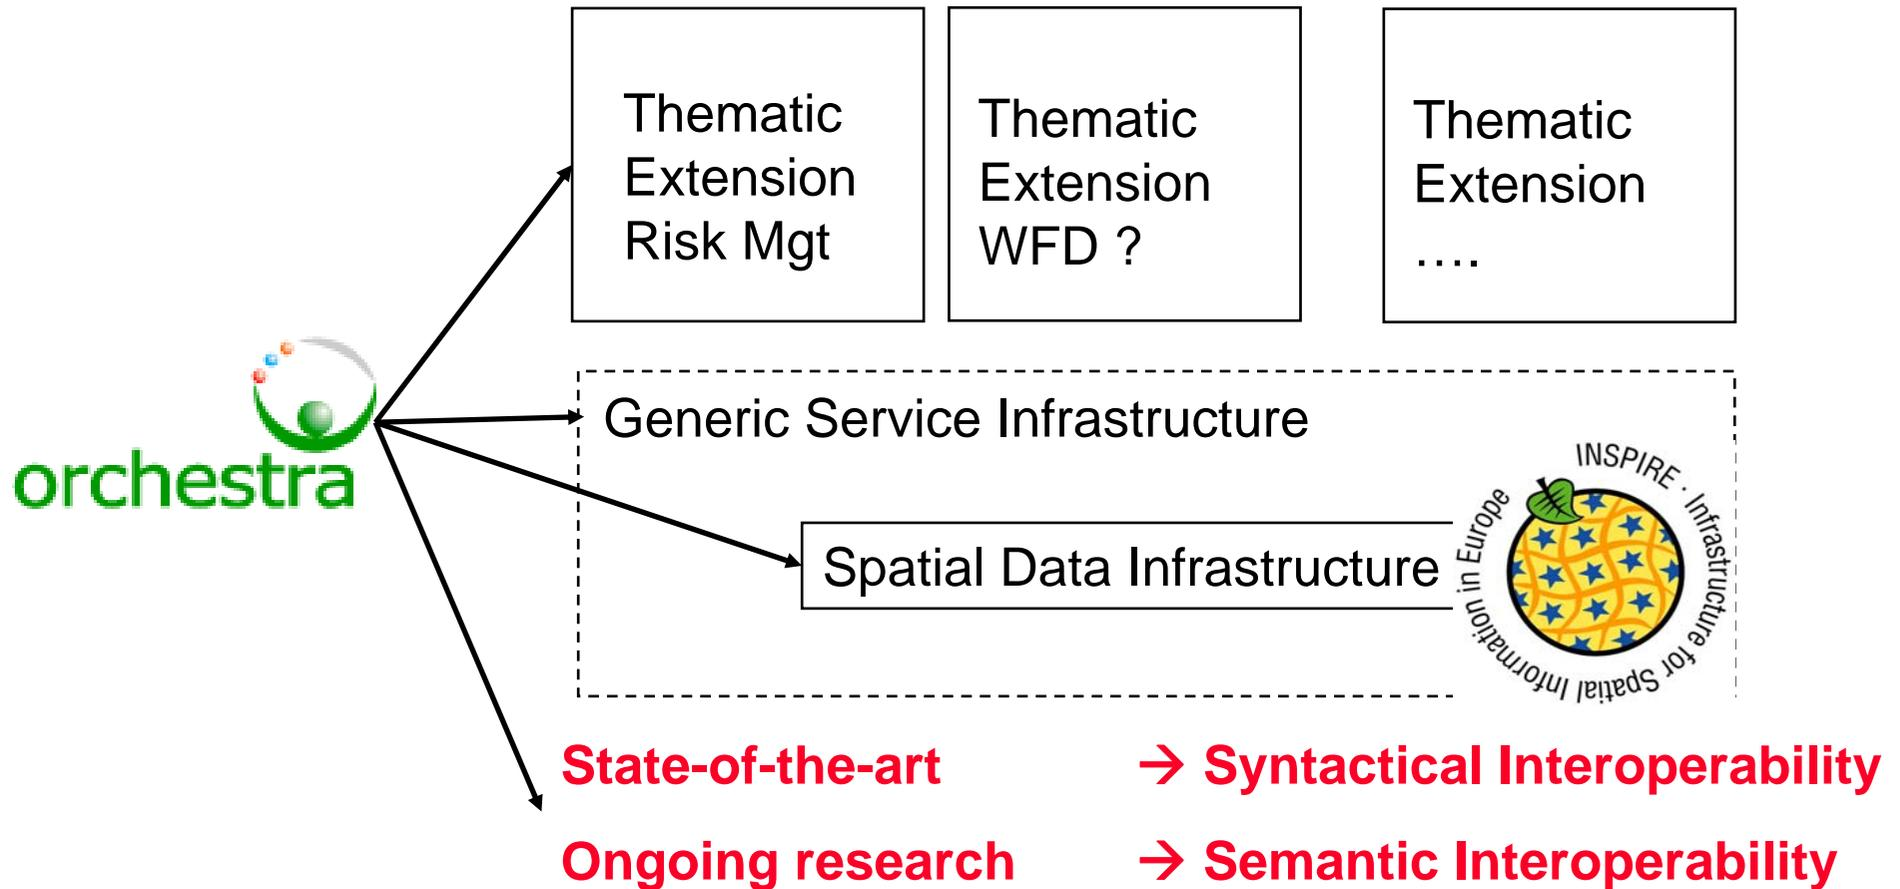 Thematic
Extension
Risk Mgt
Thematic
Extension
WFD ?
Thematic
Extension
….
orchestra
Generic Service Infrastructure
Spatial Data Infrastructure
INSPIRE · Infrastructure for Spatial Information in Europe
State-of-the-art → Syntactical Interoperability
Ongoing research → Semantic Interoperability